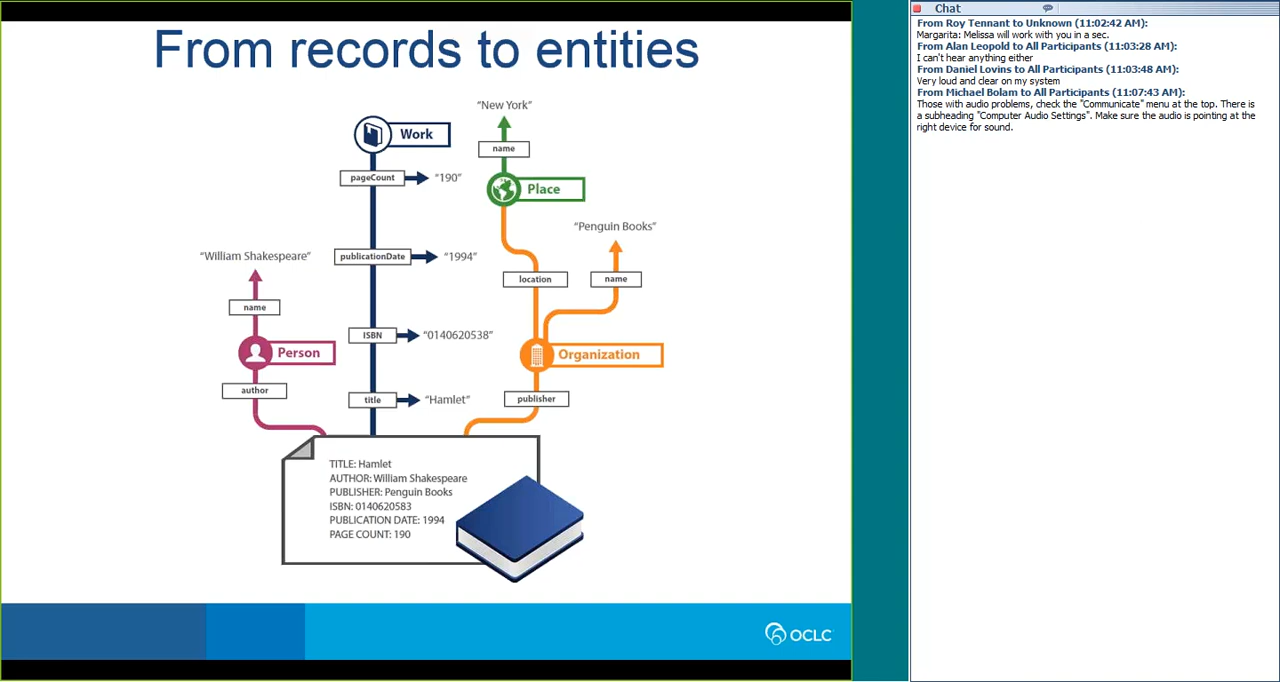 From records to entities
"New York"
Work
name
pageCount
"190"
Place
"Penguin Books"
"William Shakespeare"
publicationDate
"1994"
location
name
name
ISBN
"0140620538"
Person
Organization
author
title
"Hamlet"
publisher
TITLE: Hamlet
AUTHOR: William Shakespeare
PUBLISHER: Penguin Books
ISBN: 0140620583
PUBLICATION DATE: 1994
PAGE COUNT: 190
OCLC
Chat
From Roy Tennant to Unknown (11:02:42 AM):
Margarita: Melissa will work with you in a sec.
From Alan Leopold to All Participants (11:03:28 AM):
I can't hear anything either
From Daniel Lovins to All Participants (11:03:48 AM):
Very loud and clear on my system
From Michael Bolam to All Participants (11:07:43 AM):
Those with audio problems, check the "Communicate" menu at the top. There is
a subheading "Computer Audio Settings". Make sure the audio is pointing at the
right device for sound.